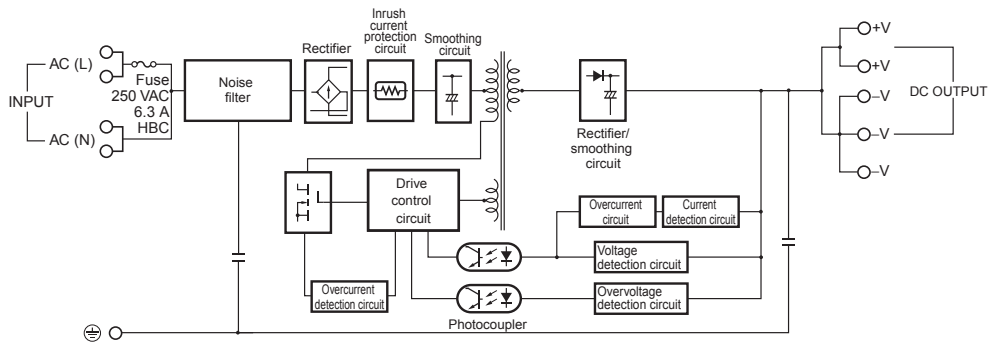 INPUT
AC (L)
AC (N)
Fuse
250 VAC
6.3 A
HBC
Noise
filter
Rectifier
Inrush
current
protection
circuit
Smoothing
circuit
Rectifier/
smoothing
circuit
+V
+V
–V
–V
–V
DC OUTPUT
Drive
control
circuit
Overcurrent
detection circuit
Overcurrent
circuit
Current
detection circuit
Voltage
detection circuit
Overvoltage
detection circuit
Photocoupler